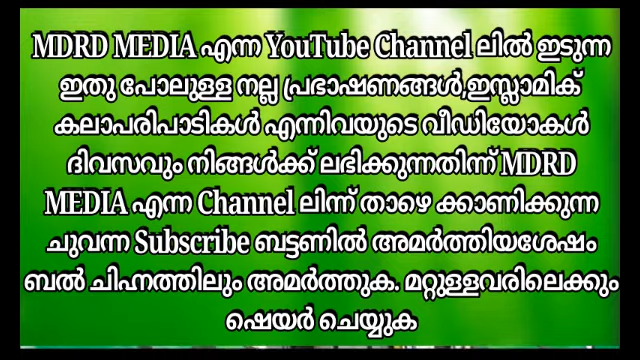 MDRD MEDIA എന്ന YouTube Channel ലിൽ ഇടുന്ന
ഇതു പോലുള്ള നല്ല പ്രഭാഷണങ്ങൾ,ഇസ്ലാമിക്
കലാപരിപാടികൾ എന്നിവയുടെ വീഡിയോകൾ
ദിവസവും നിങ്ങൾക്ക് ലഭിക്കുന്നതിന് MDRD
MEDIA എന്ന Channel ലിന്ന് താഴെ ക്കാണിക്കുന്ന
ചുവന്ന Subscribe ബട്ടണിൽ അമർത്തിയശേഷം
ബൽ ചിഹ്നത്തിലും അമർത്തുക. മറ്റുള്ളവരിലെക്കും
ഷെയർ ചെയ്യുക